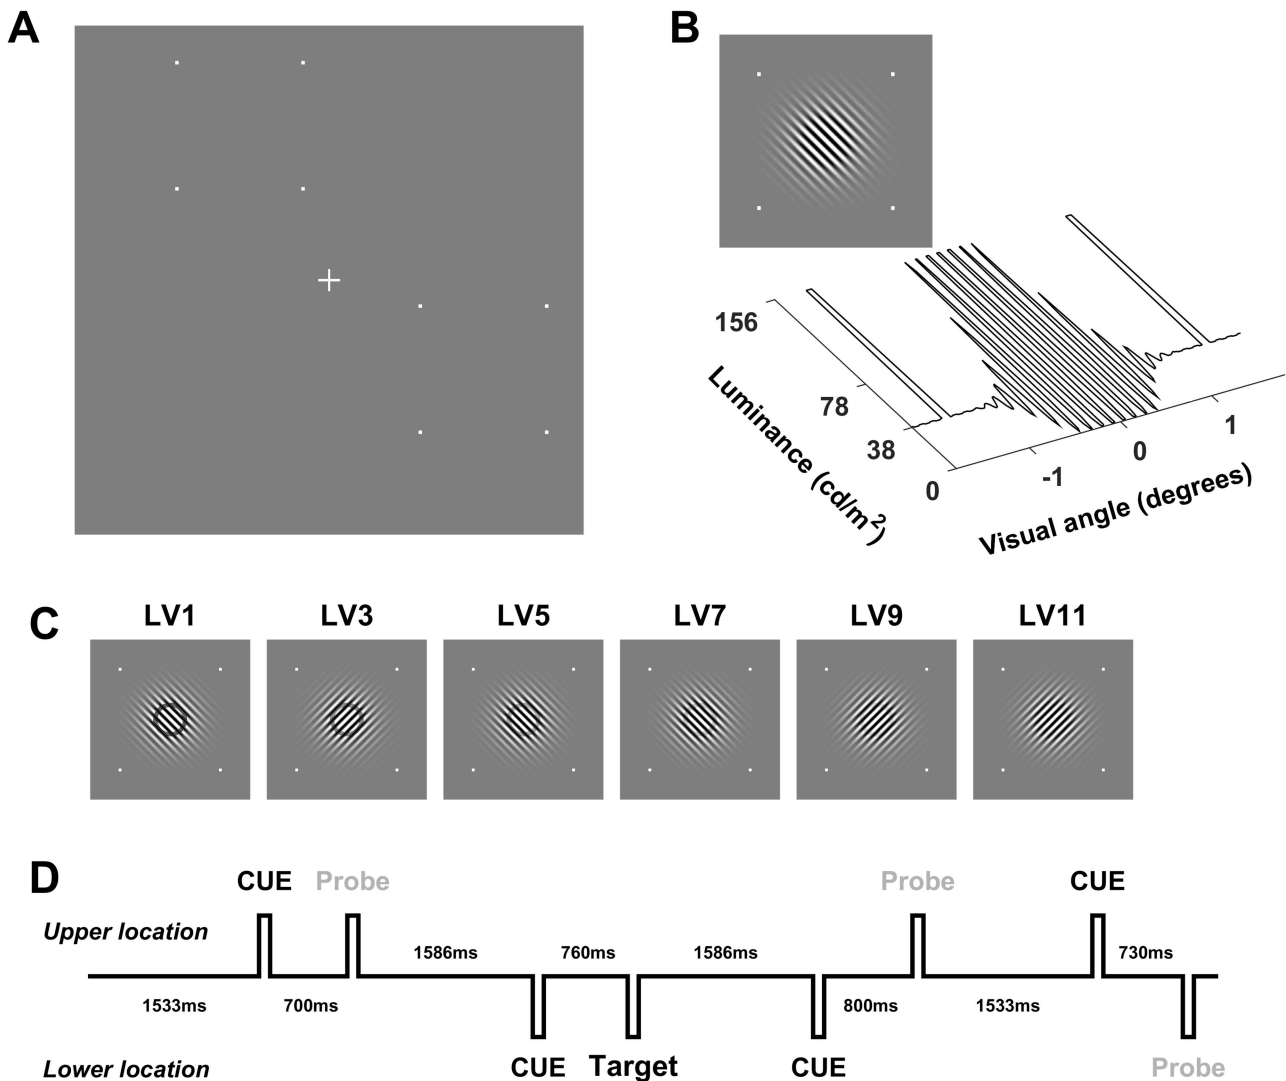 A
B
156
78
38
0
Luminance (cd/m2)
-1
0
1
Visual angle (degrees)
C
LV1 LV3 LV5 LV7 LV9 LV11
D
CUE Probe Probe CUE
Upper location
1586ms 760ms 1586ms 730ms
1533ms 700ms 800ms 1533ms
Lower location CUE Target CUE Probe